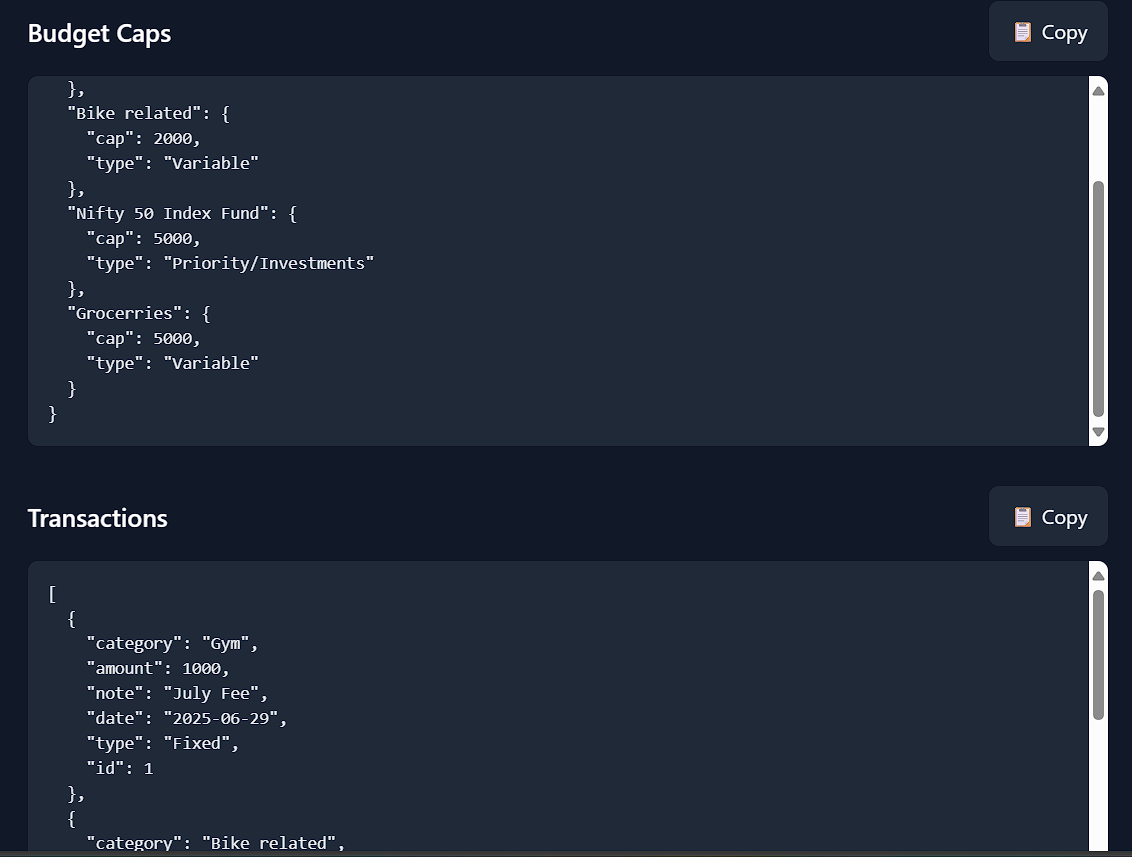 Budget Caps
Copy
},
"Bike related": {
"cap": 2000,
"type": "Variable"
},
"Nifty 50 Index Fund": {
"cap": 5000,
"type": "Priority/Investments"
},
"Grocerries": {
"cap": 5000,
"type": "Variable"
}
}
Transactions
Copy
[
{
"category": "Gym",
"amount": 1000,
"note": "July Fee",
"date": "2025-06-29",
"type": "Fixed",
"id": 1
},
{
"category": "Bike related",